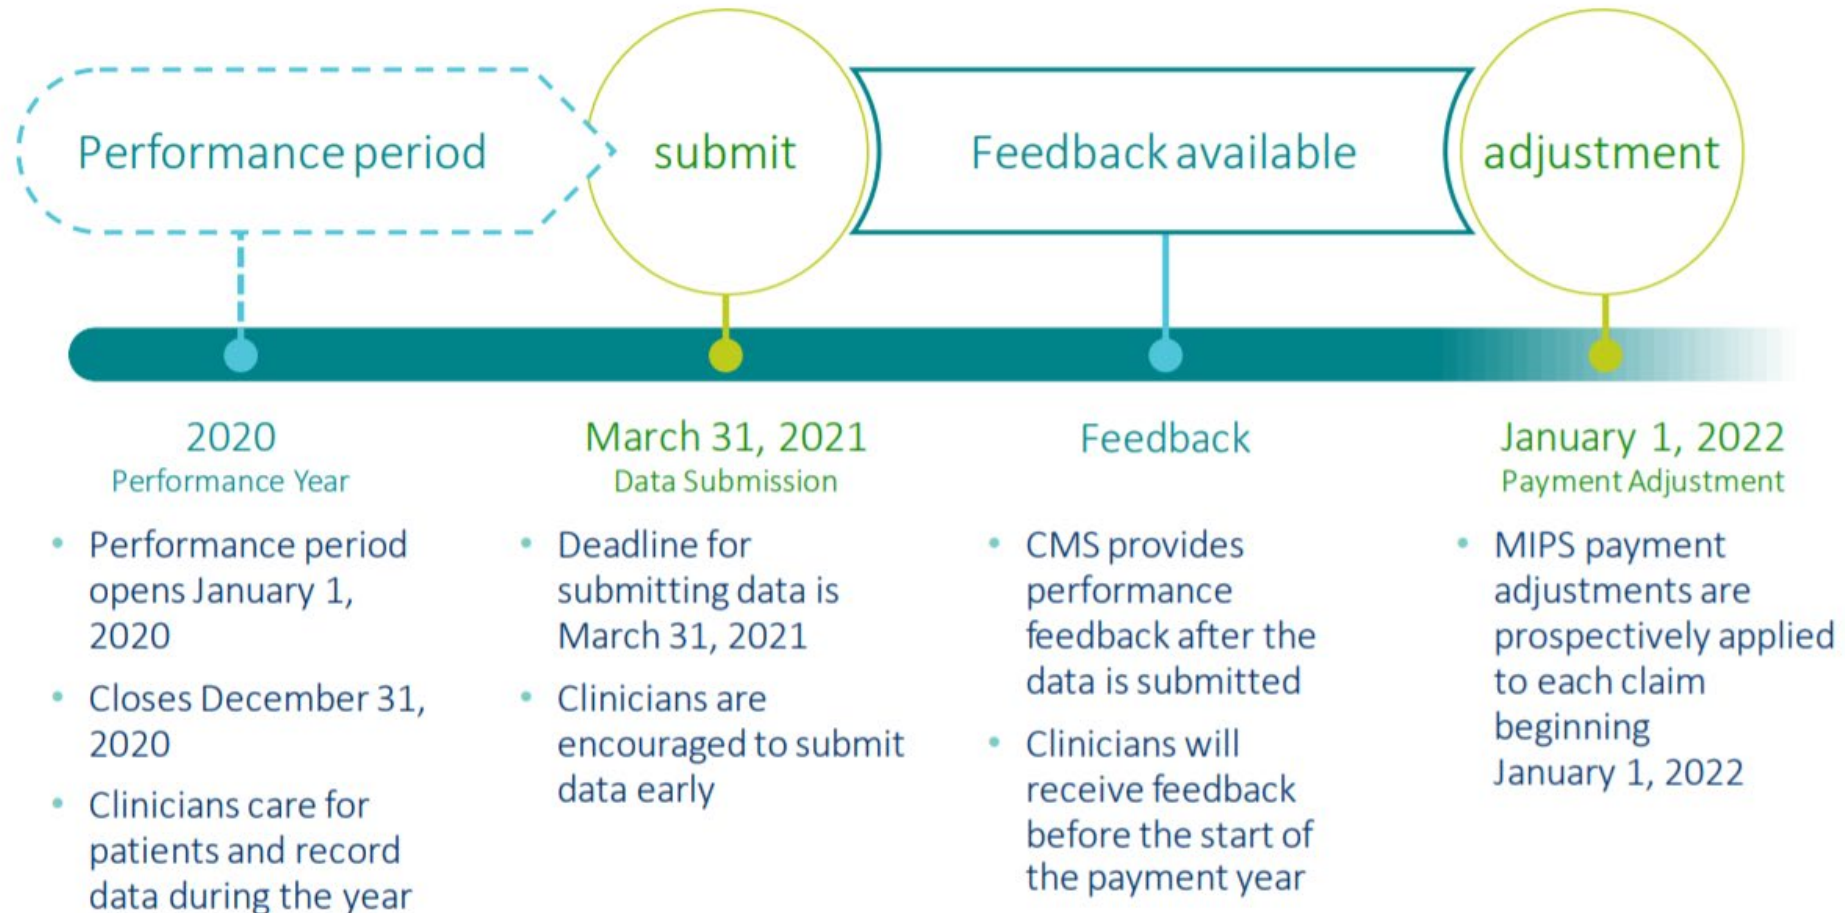 Performance period
submit
Feedback available
adjustment
2020
Performance Year
• Performance period
opens January 1,
2020
• Closes December 31,
2020
• Clinicians care for
patients and record
data during the year
March 31, 2021
Data Submission
• Deadline for
submitting data is
March 31, 2021
• Clinicians are
encouraged to submit
data early
Feedback
• CMS provides
performance
feedback after the
data is submitted
• Clinicians will
receive feedback
before the start of
the payment year
January 1, 2022
Payment Adjustment
• MIPS payment
adjustments are
prospectively applied
to each claim
beginning
January 1, 2022